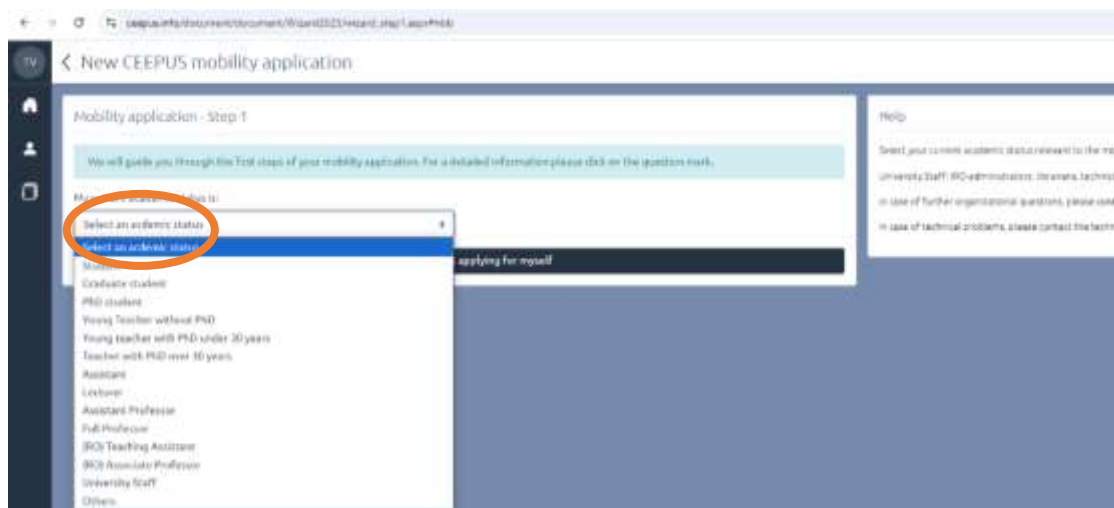 TV
New CEEPUS mobility application
Mobility application - Step 1
We will guide you through the first steps of your mobility application. For a detailed information please click on the question mark.
Select an academic status
Select an academic status
applying for myself
Graduate student
PhD student
Young Teacher without PhD
Young teacher with PhD under 30 years
Teacher with PhD over 30 years
Assistant
Lecturer
Assistant Professor
Full Professor
(RO) Teaching Assistant
(RO) Associate Professor
University Staff
Others
Help
Select your current academic status relevant to the
University Staff: IRO-administrators, librarians,
in case of further organizational questions, please
in case of technical problems, please contact the